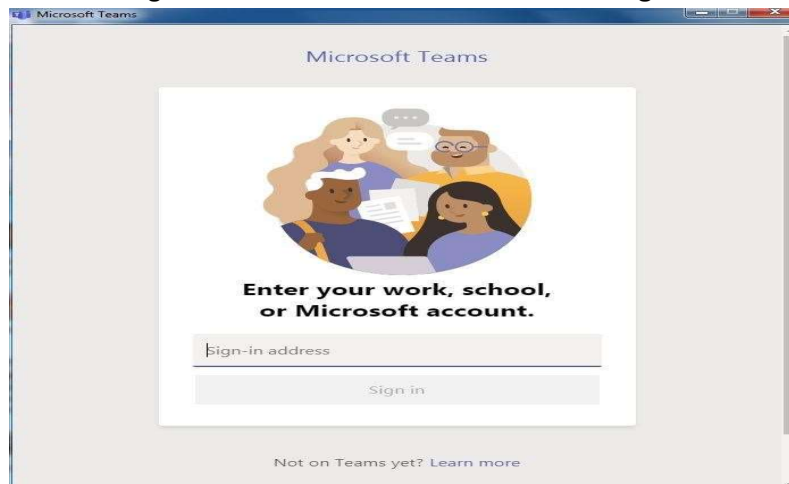 Microsoft Teams
Microsoft Teams
Enter your work, school,
or Microsoft account.
Sign-in address
Sign in
Not on Teams yet? Learn more